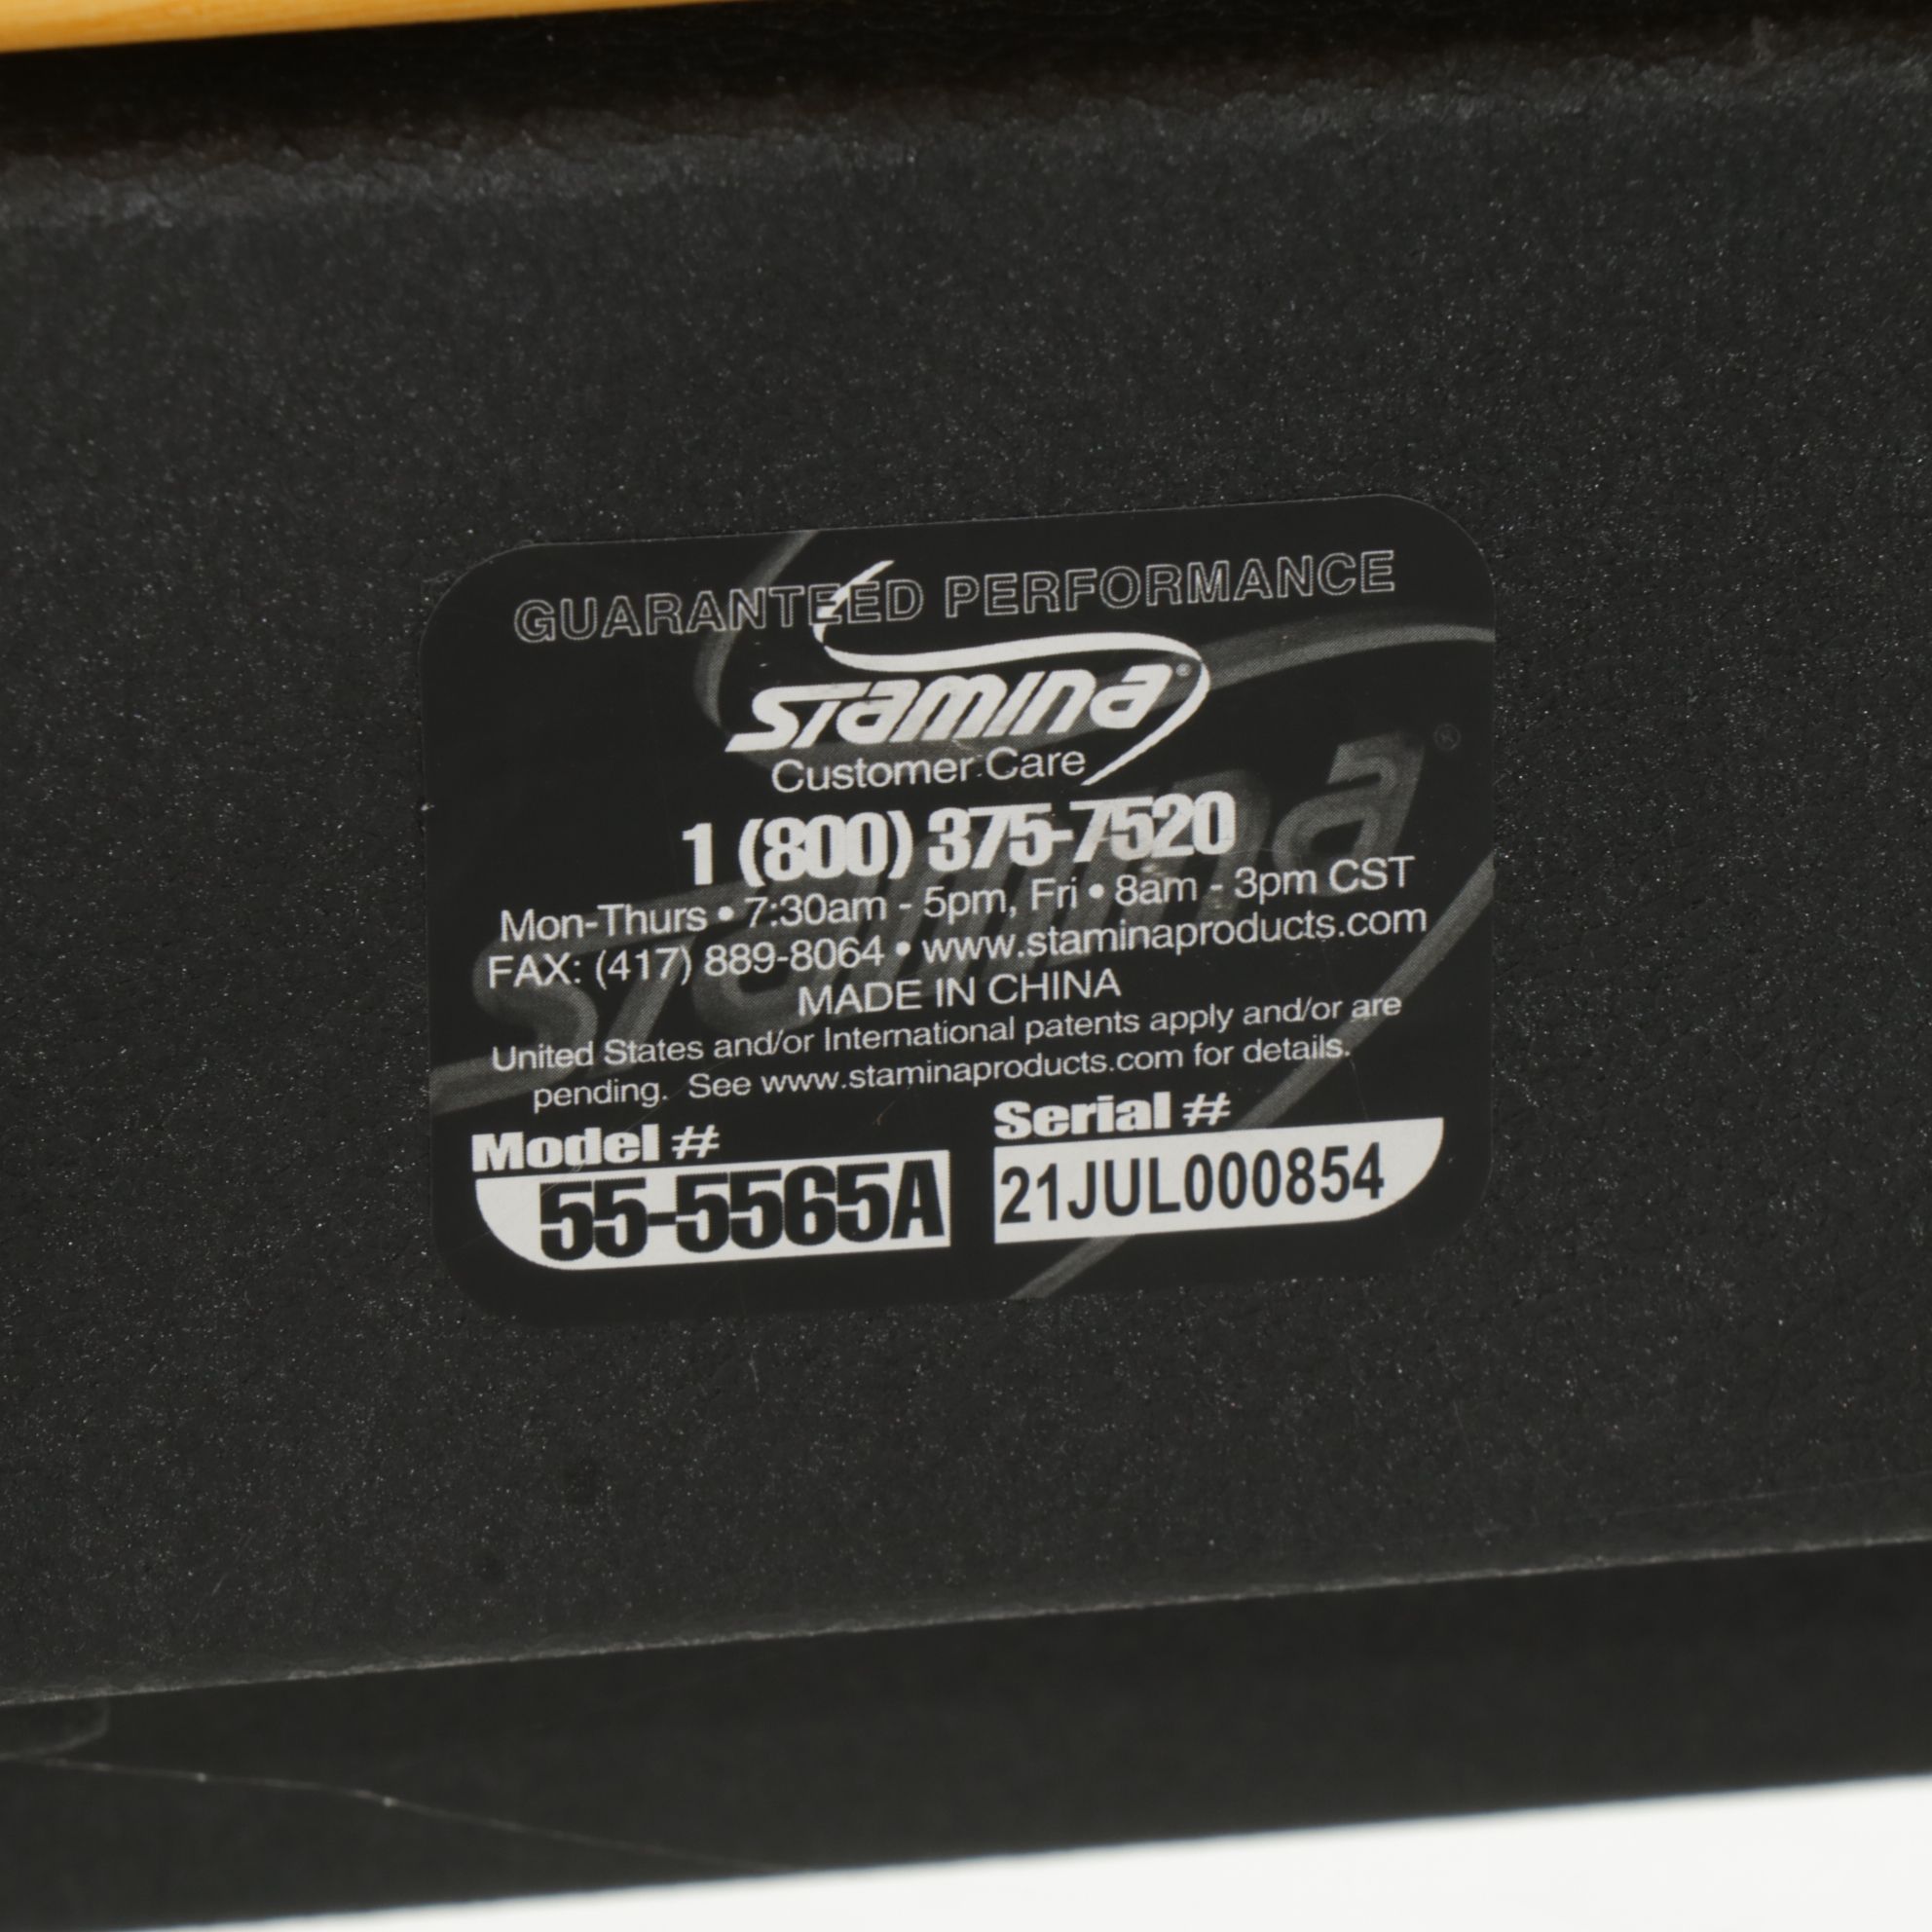 GUARANTEED PERFORMANCE
Stamina®
Customer Care
1 (800) 375-7520
Mon-Thurs • 7:30am - 5pm, Fri • 8am - 3pm CST
FAX: (417) 889-8064 • www.staminaproducts.com
MADE IN CHINA
United States and/or International patents apply and/or are
pending. See www.staminaproducts.com for details.
Model # Serial #
55-5565A 21JUL000854
Stamina®